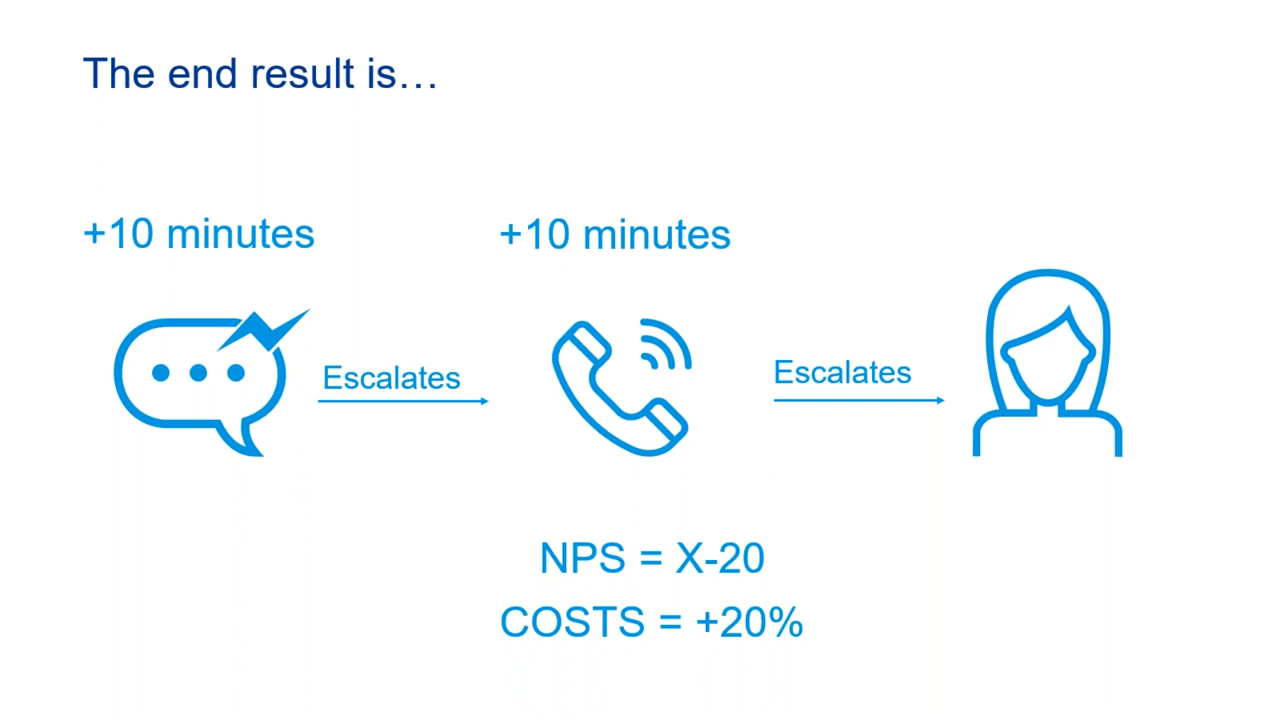 The end result is…
+10 minutes
+10 minutes
Escalates
Escalates
NPS = X-20
COSTS = +20%